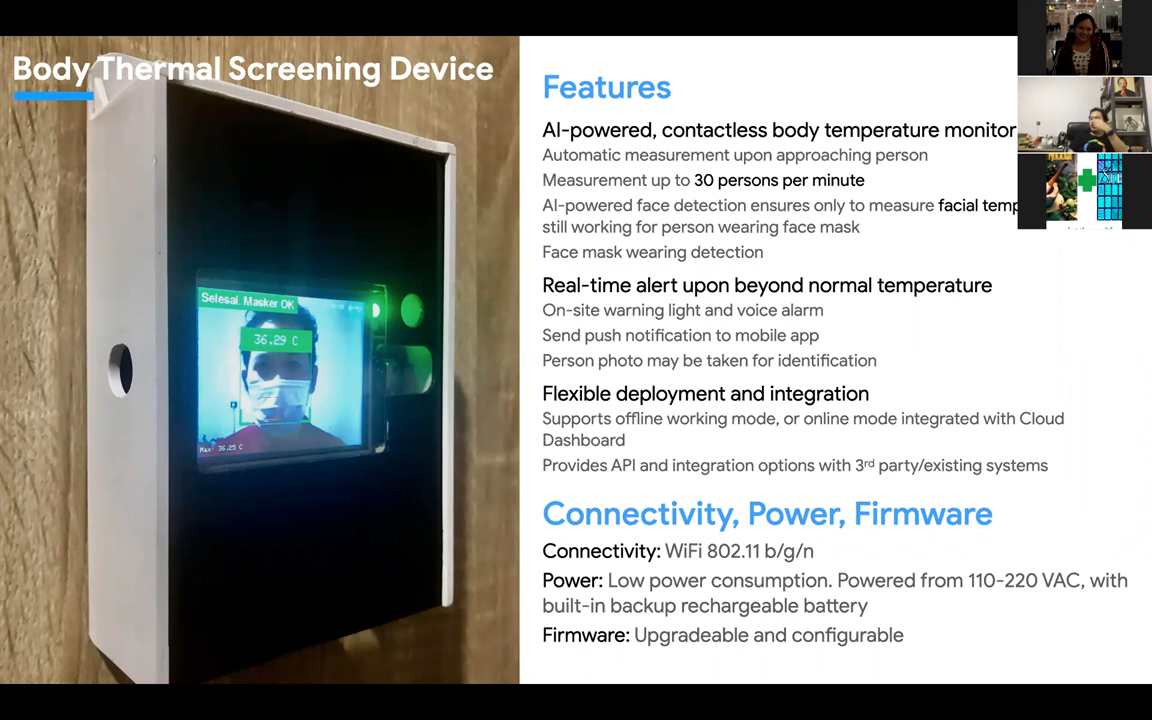 Body Thermal Screening Device
Selesai. Masker OK
36.29 C
Max: 36.25 C
Features
AI-powered, contactless body temperature monitor
Automatic measurement upon approaching person
Measurement up to 30 persons per minute
AI-powered face detection ensures only to measure facial temp
still working for person wearing face mask
Face mask wearing detection
Real-time alert upon beyond normal temperature
On-site warning light and voice alarm
Send push notification to mobile app
Person photo may be taken for identification
Flexible deployment and integration
Supports offline working mode, or online mode integrated with Cloud
Dashboard
Provides API and integration options with 3rd party/existing systems
Connectivity, Power, Firmware
Connectivity: WiFi 802.11 b/g/n
Power: Low power consumption. Powered from 110-220 VAC, with
built-in backup rechargeable battery
Firmware: Upgradeable and configurable